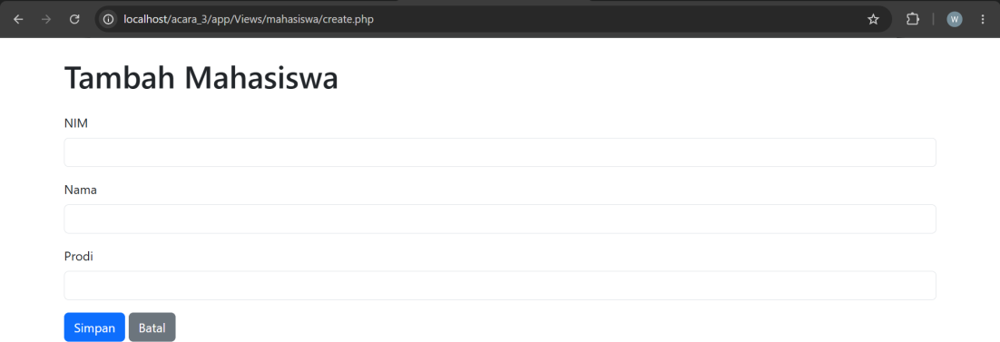 localhost/acara_3/app/Views/mahasiswa/create.php
W
Tambah Mahasiswa
NIM
Nama
Prodi
Simpan Batal